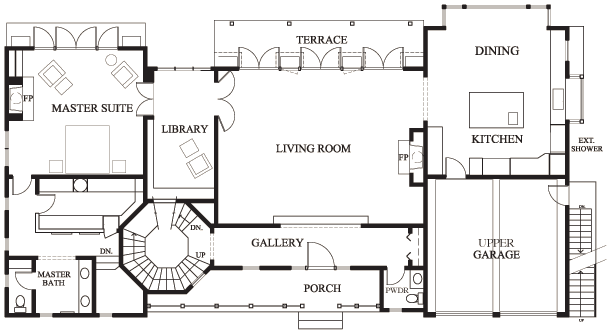 TERRACE
DINING
FP
MASTER SUITE
LIBRARY
LIVING ROOM
KITCHEN
EXT.
SHOWER
FP
DN.
DN.
UP
GALLERY
UPPER
GARAGE
DN.
MASTER
BATH
PORCH
PWDR
UP